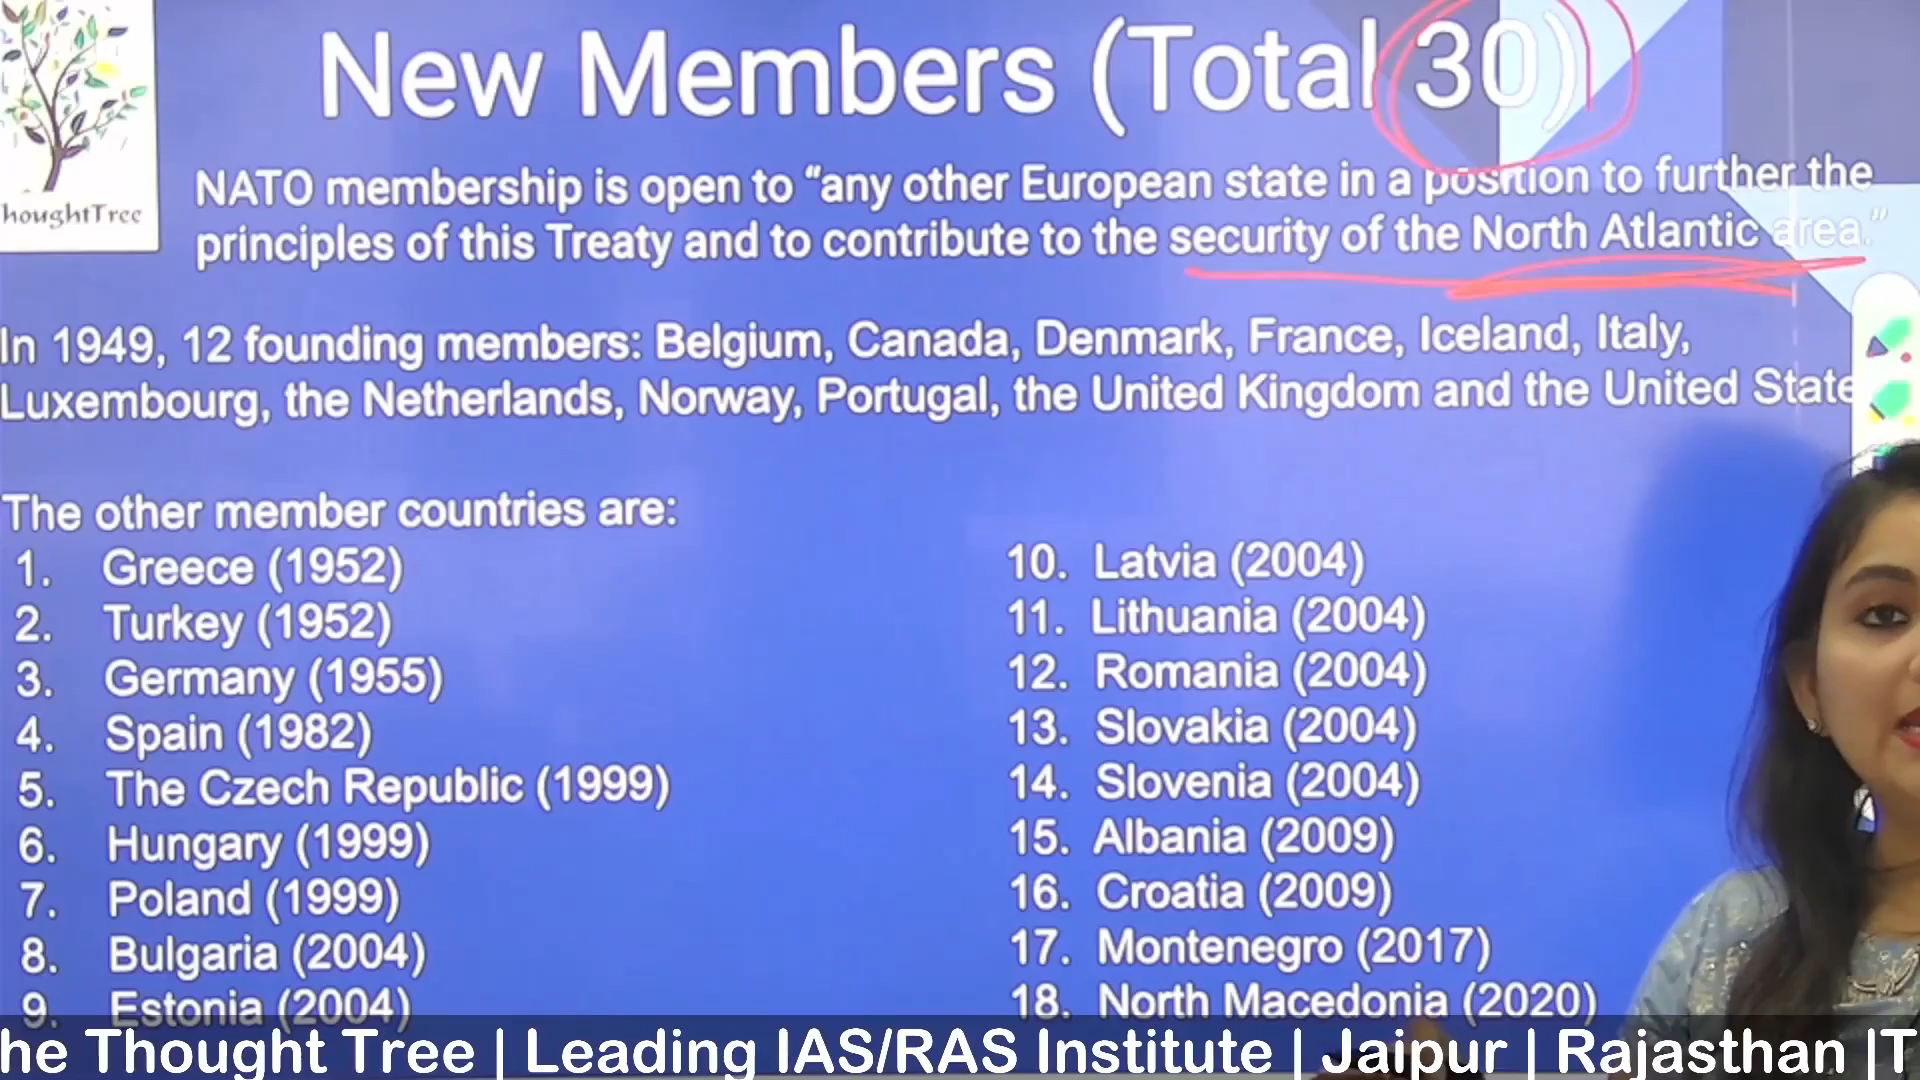 houghtTree
New Members (Total 30)
NATO membership is open to “any other European state in a position to further the
principles of this Treaty and to contribute to the security of the North Atlantic area.”
In 1949, 12 founding members: Belgium, Canada, Denmark, France, Iceland, Italy,
Luxembourg, the Netherlands, Norway, Portugal, the United Kingdom and the United State
The other member countries are:
1. Greece (1952)
2. Turkey (1952)
3. Germany (1955)
4. Spain (1982)
5. The Czech Republic (1999)
6. Hungary (1999)
7. Poland (1999)
8. Bulgaria (2004)
9. Estonia (2004)
10. Latvia (2004)
11. Lithuania (2004)
12. Romania (2004)
13. Slovakia (2004)
14. Slovenia (2004)
15. Albania (2009)
16. Croatia (2009)
17. Montenegro (2017)
18. North Macedonia (2020)
he Thought Tree | Leading IAS/RAS Institute | Jaipur | Rajasthan |T